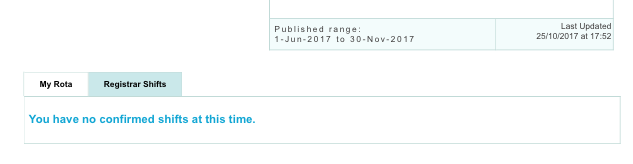 Published range:
1-Jun-2017 to 30-Nov-2017
Last Updated
25/10/2017 at 17:52
My Rota
Registrar Shifts
You have no confirmed shifts at this time.